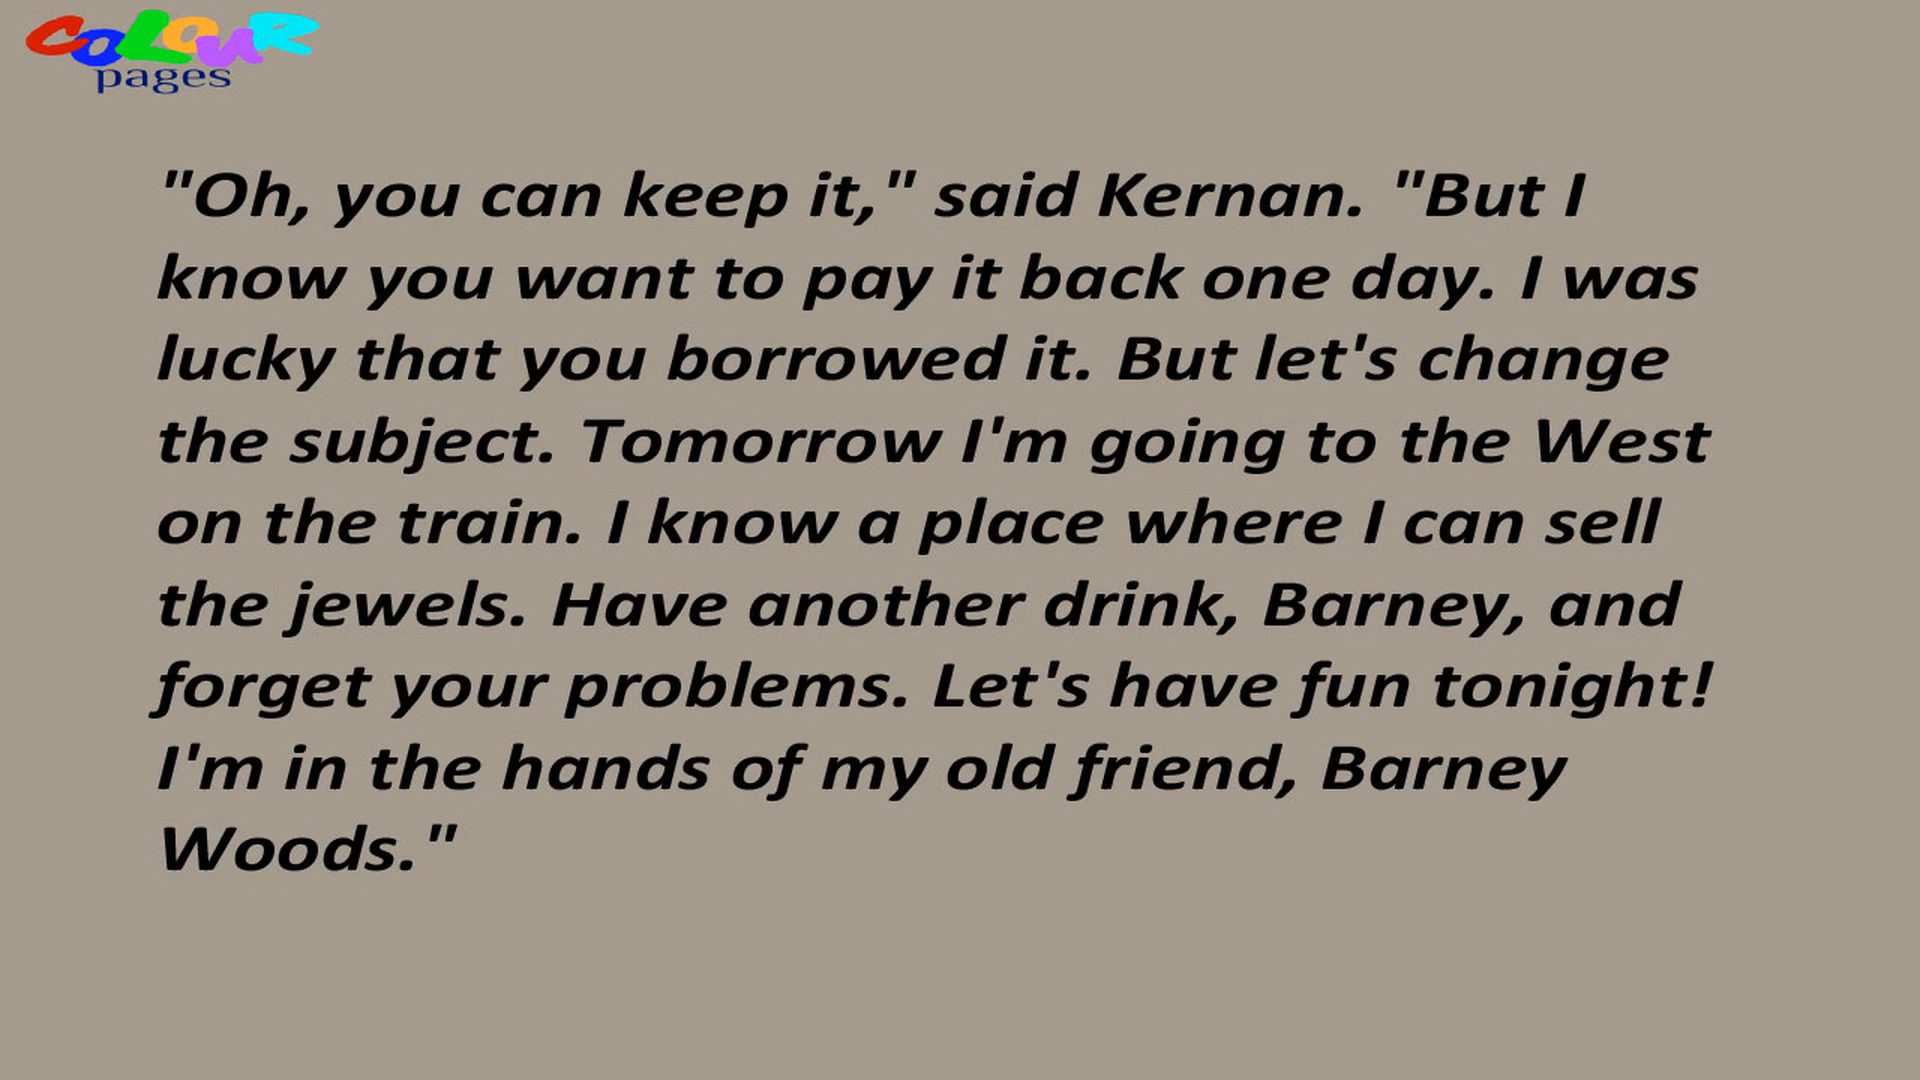 CoLouR
pages
"Oh, you can keep it," said Kernan. "But I
know you want to pay it back one day. I was
lucky that you borrowed it. But let's change
the subject. Tomorrow I'm going to the West
on the train. I know a place where I can sell
the jewels. Have another drink, Barney, and
forget your problems. Let's have fun tonight!
I'm in the hands of my old friend, Barney
Woods."